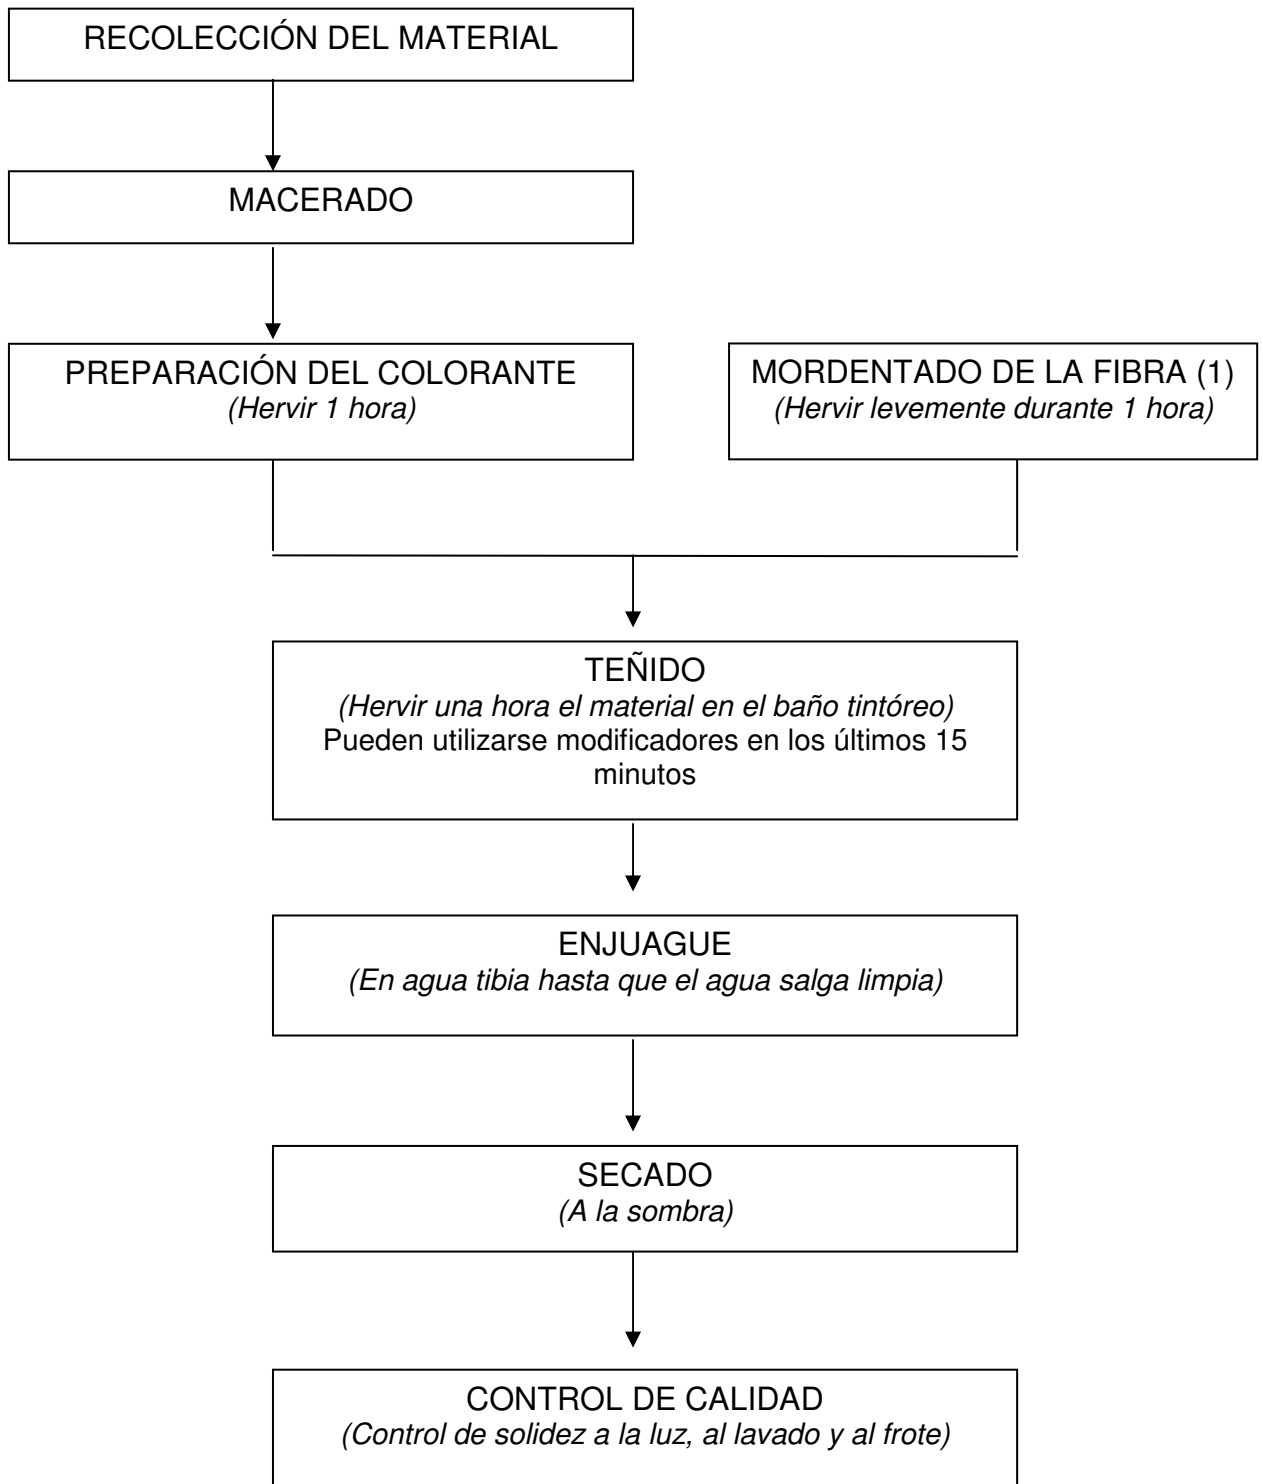 RECOLECCIÓN DEL MATERIAL
MACERADO
PREPARACIÓN DEL COLORANTE
(Hervir 1 hora)
MORDENTADO DE LA FIBRA (1)
(Hervir levemente durante 1 hora)
TEÑIDO
(Hervir una hora el material en el baño tintóreo)
Pueden utilizarse modificadores en los últimos 15
minutos
ENJUAGUE
(En agua tibia hasta que el agua salga limpia)
SECADO
(A la sombra)
CONTROL DE CALIDAD
(Control de solidez a la luz, al lavado y al frote)